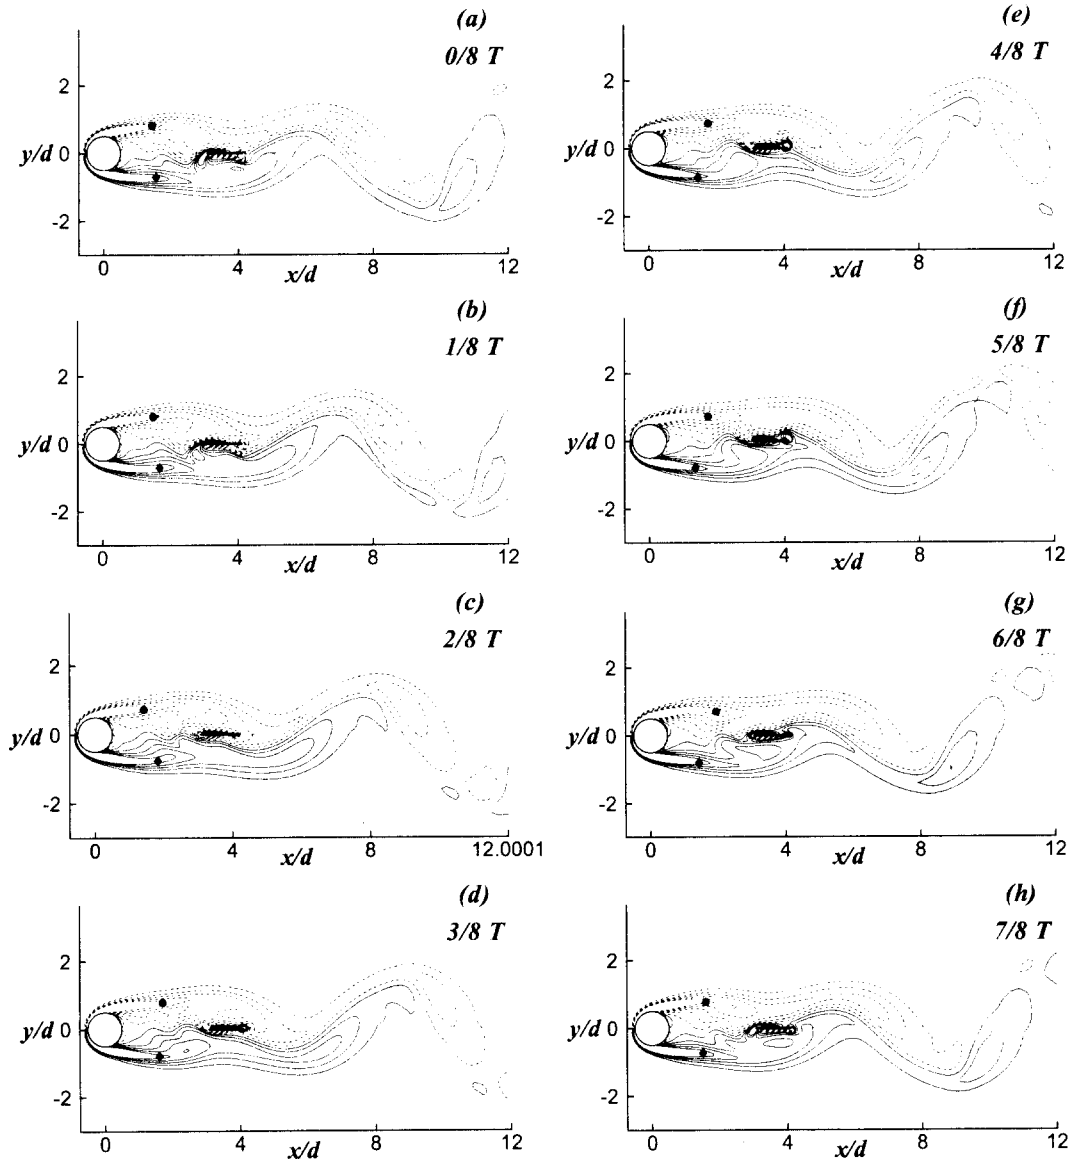 (a)
0/8 T
2
y/d 0
-2
0 4 8 12
x/d
(b)
1/8 T
2
y/d 0
-2
0 4 8 12
x/d
(c)
2/8 T
2
y/d 0
-2
0 4 8 12.0001
x/d
(d)
3/8 T
2
y/d 0
-2
0 4 8 12
x/d
(e)
4/8 T
2
y/d 0
-2
0 4 8 12
x/d
(f)
5/8 T
2
y/d 0
-2
0 4 8 12
x/d
(g)
6/8 T
2
y/d 0
-2
0 4 8 12
x/d
(h)
7/8 T
2
y/d 0
-2
0 4 8 12
x/d